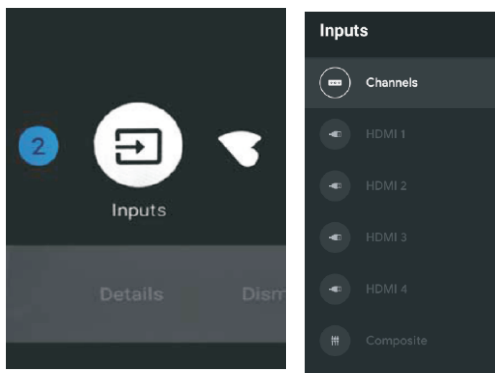 2
Inputs
Details
Dism
Inputs
Channels
HDMI 1
HDMI 2
HDMI 3
HDMI 4
Composite